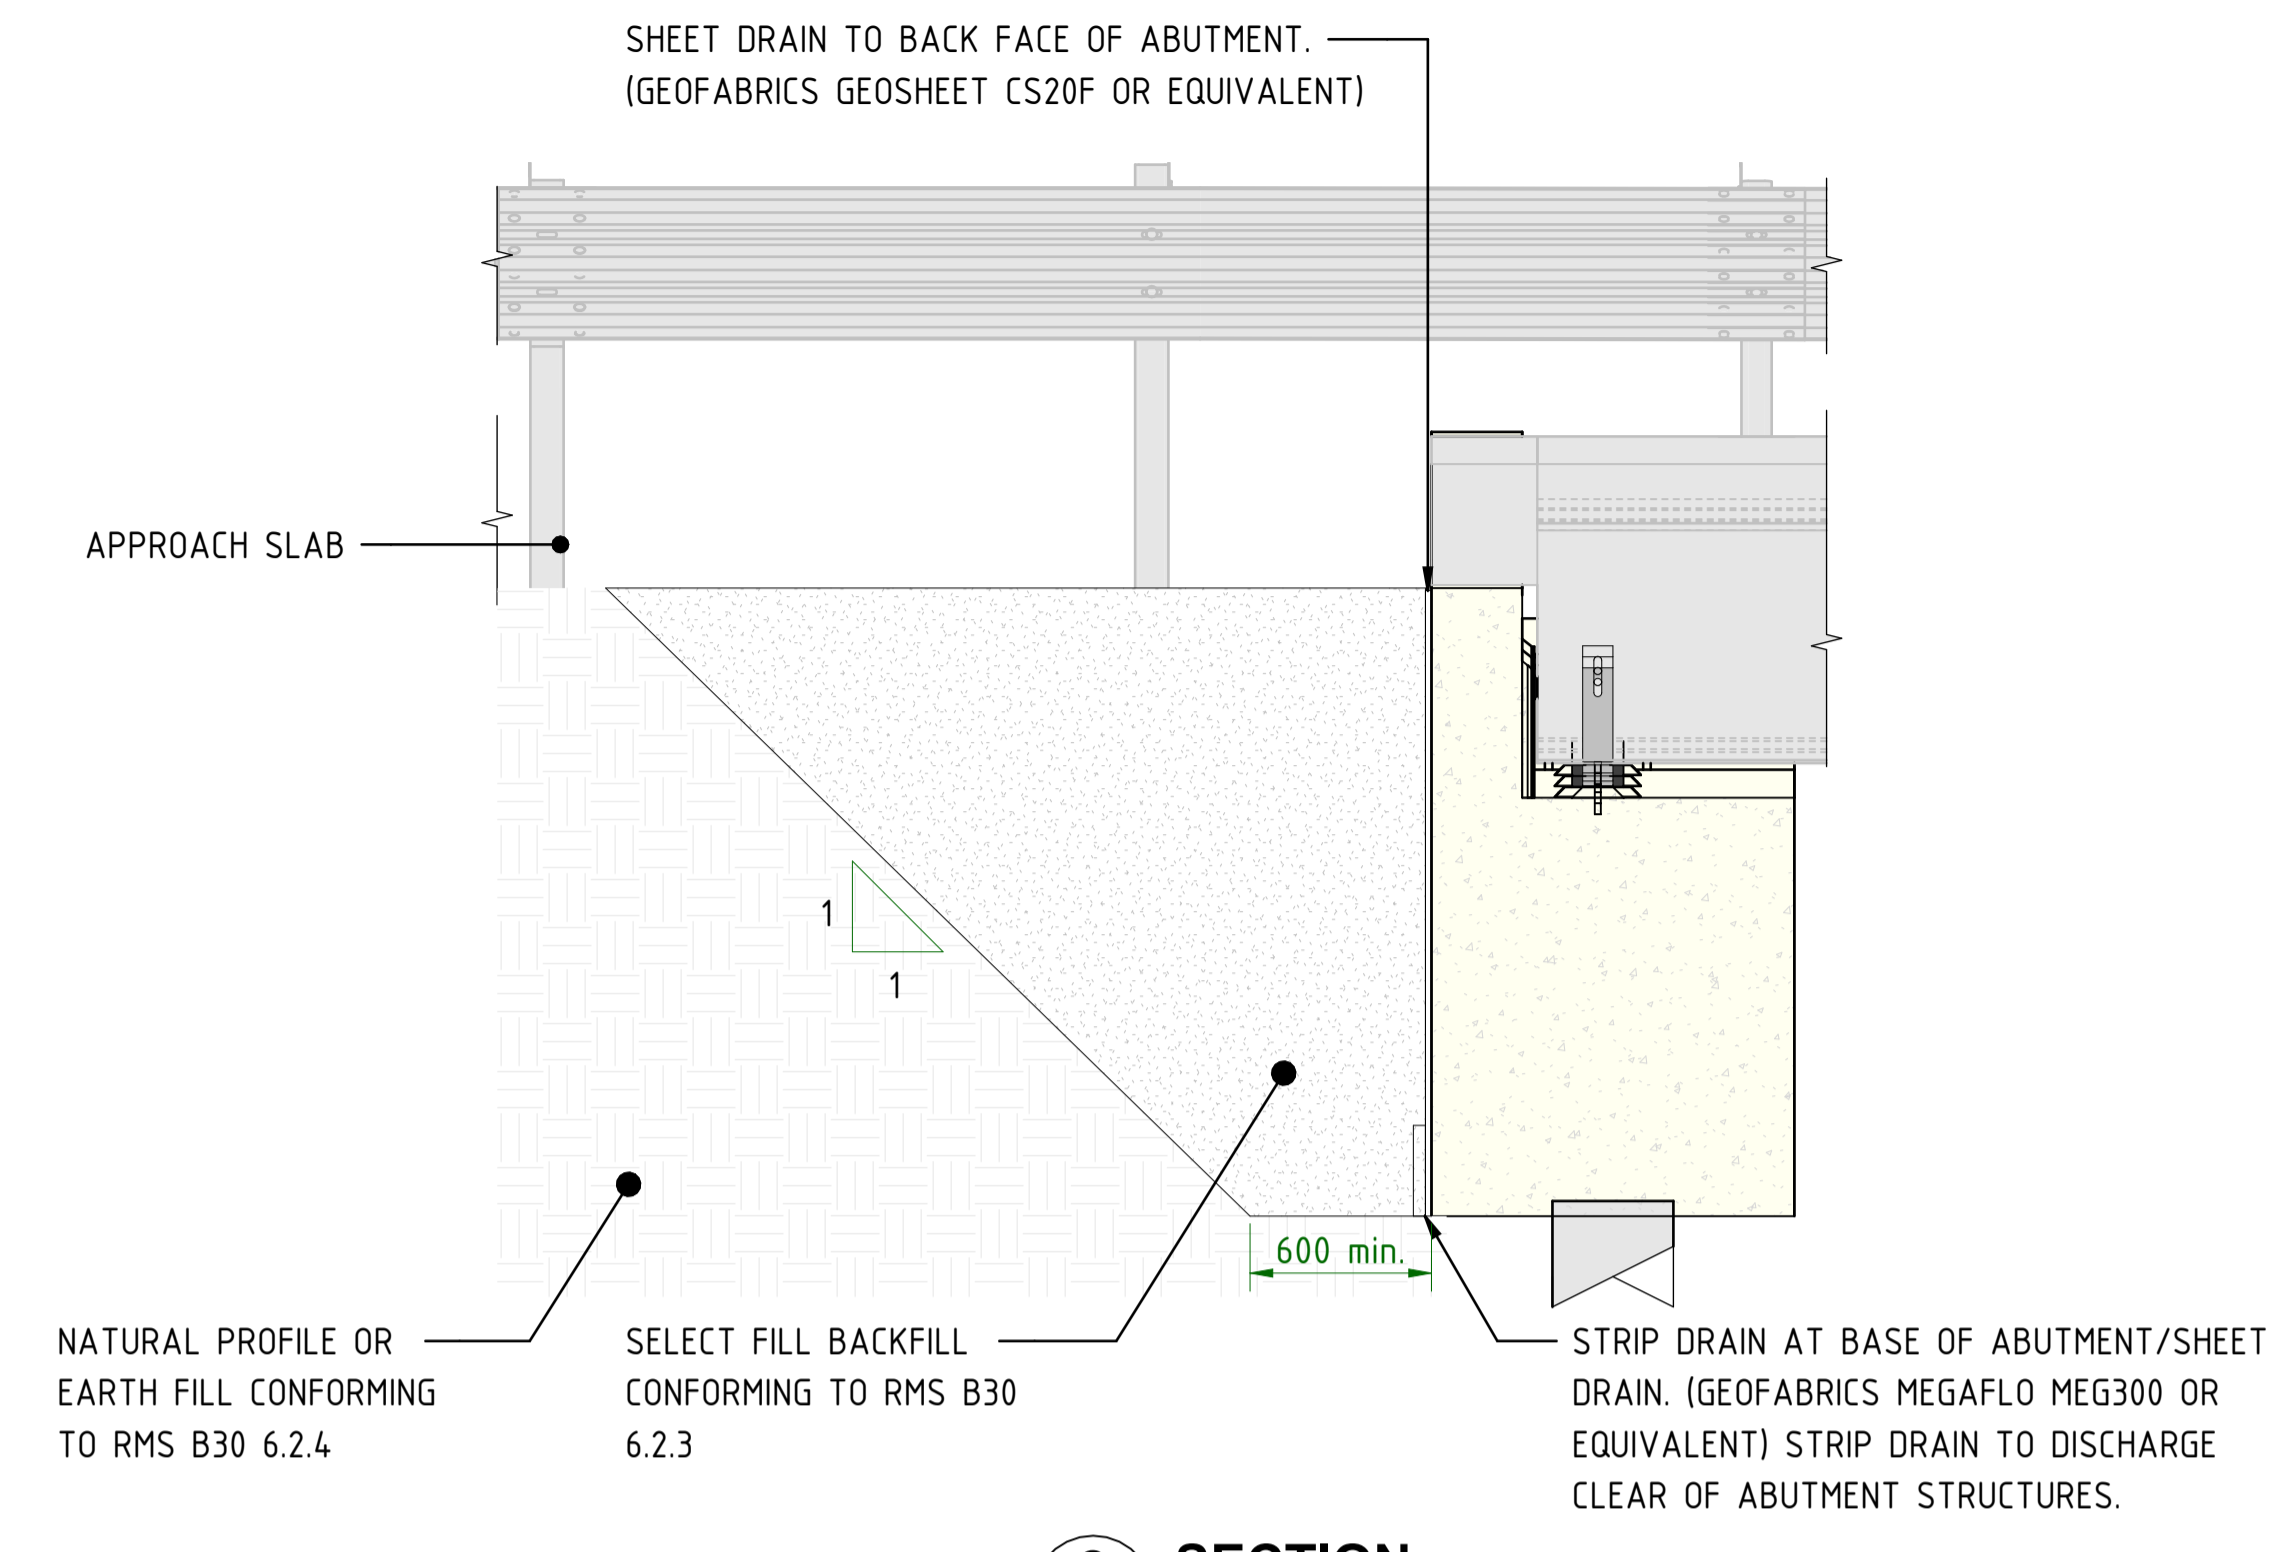 SHEET DRAIN TO BACK FACE OF ABUTMENT.
(GEOFABRICS GEOSHEET CS20F OR EQUIVALENT)
APPROACH SLAB
1
1
600 min.
NATURAL PROFILE OR
EARTH FILL CONFORMING
TO RMS B30 6.2.4
SELECT FILL BACKFILL
CONFORMING TO RMS B30
6.2.3
STRIP DRAIN AT BASE OF ABUTMENT/SHEET
DRAIN. (GEOFABRICS MEGAFLO MEG300 OR
EQUIVALENT) STRIP DRAIN TO DISCHARGE
CLEAR OF ABUTMENT STRUCTURES.
SECTION